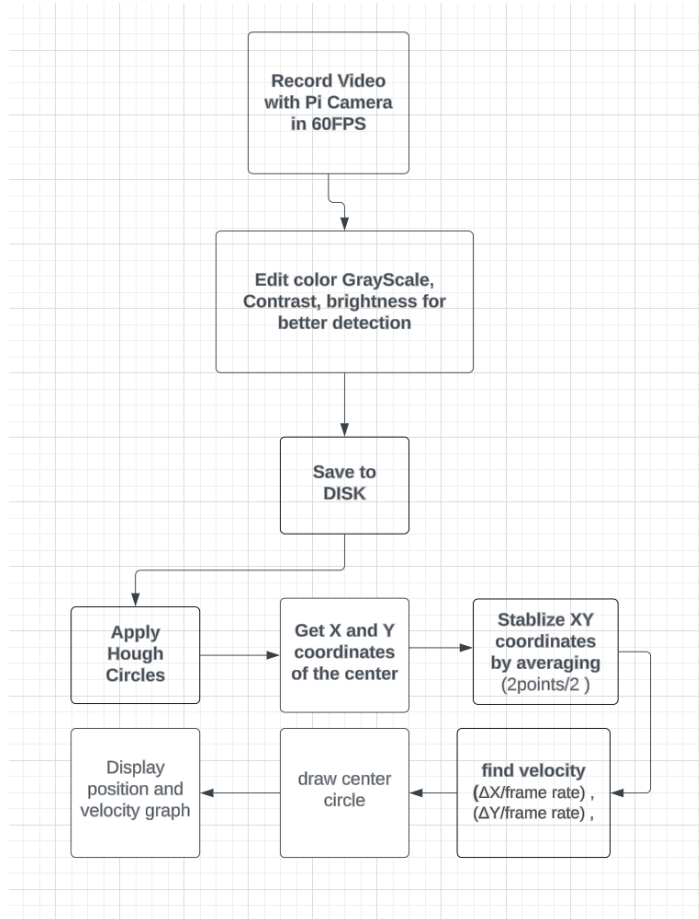 Record Video
with Pi Camera
in 60FPS
Edit color GrayScale,
Contrast, brightness for
better detection
Save to
DISK
Apply
Hough
Circles
Get X and Y
coordinates
of the center
Stablize XY
coordinates
by averaging
(2points/2 )
find velocity
(ΔX/frame rate) ,
(ΔY/frame rate) ,
draw center
circle
Display
position and
velocity graph